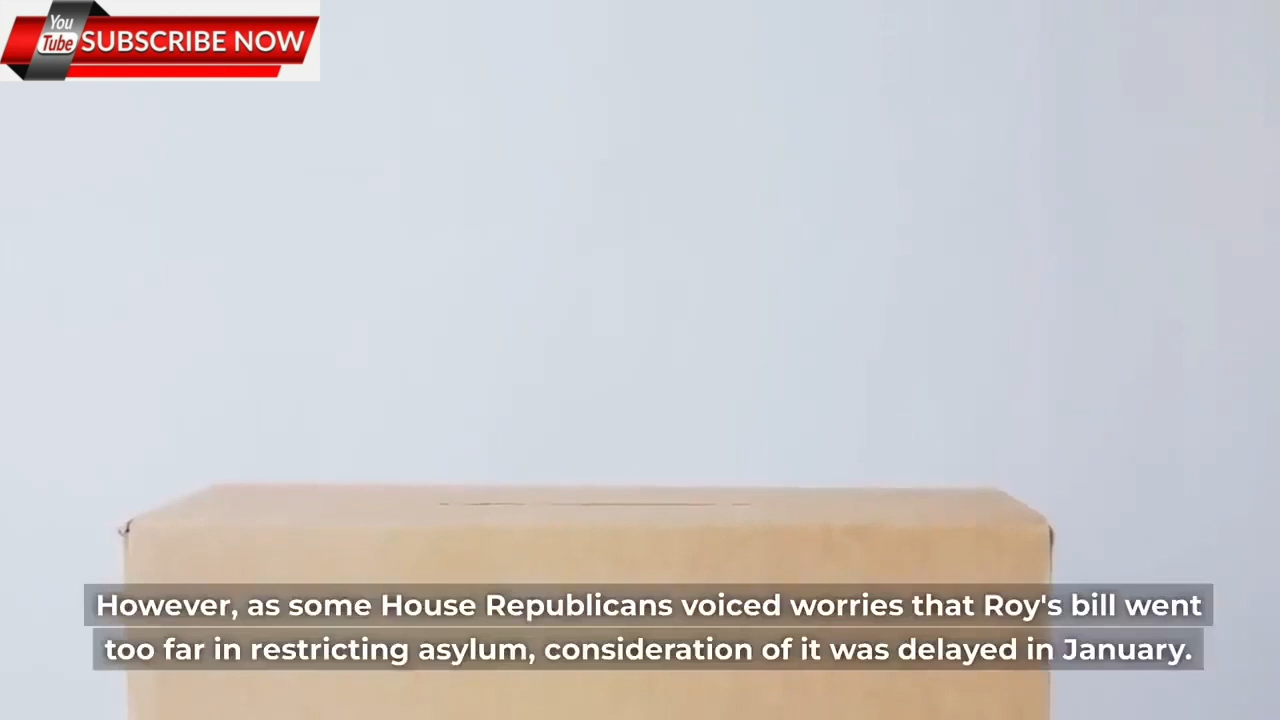 You
Tube
SUBSCRIBE NOW
However, as some House Republicans voiced worries that Roy's bill went
too far in restricting asylum, consideration of it was delayed in January.